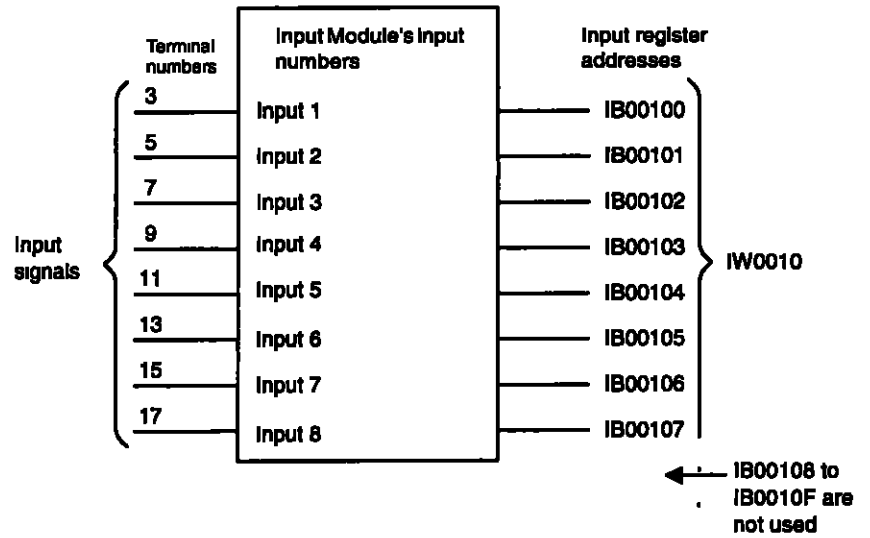 Terminal
numbers
Input Module's Input
numbers
Input register
addresses
3
Input 1
IB00100
5
Input 2
IB00101
7
Input 3
IB00102
9
Input 4
IB00103
Input
signals
IW0010
11
Input 5
IB00104
13
Input 6
IB00105
15
Input 7
IB00106
17
Input 8
IB00107
IB00108 to
IB0010F are
not used